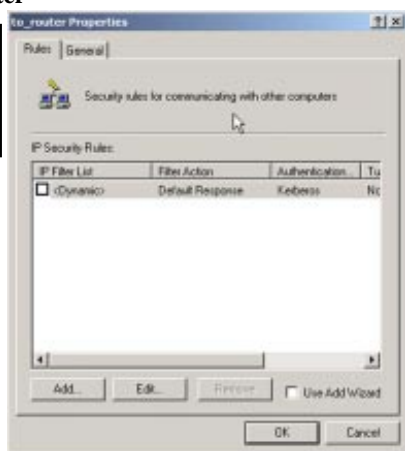 to_router Properties
Rules General
Security rules for communicating with other computers
IP Security Rules:
IP Filter List Filter Action Authentication... Tu
<Dynamic> Default Response Kerberos No
Add... Edit... Remove Use Add Wizard
OK Cancel